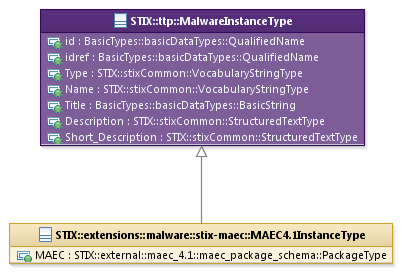 STIX::ttp::MalwareInstanceType
id : BasicTypes::basicDataTypes::QualifiedName
idref : BasicTypes::basicDataTypes::QualifiedName
Type : STIX::stixCommon::VocabularyStringType
Name : STIX::stixCommon::VocabularyStringType
Title : BasicTypes::basicDataTypes::BasicString
Description : STIX::stixCommon::StructuredTextType
Short_Description : STIX::stixCommon::StructuredTextType
STIX::extensions::malware::stix-maec::MAEC4.1InstanceType
MAEC : STIX::external::maec_4.1::maec_package_schema::PackageType